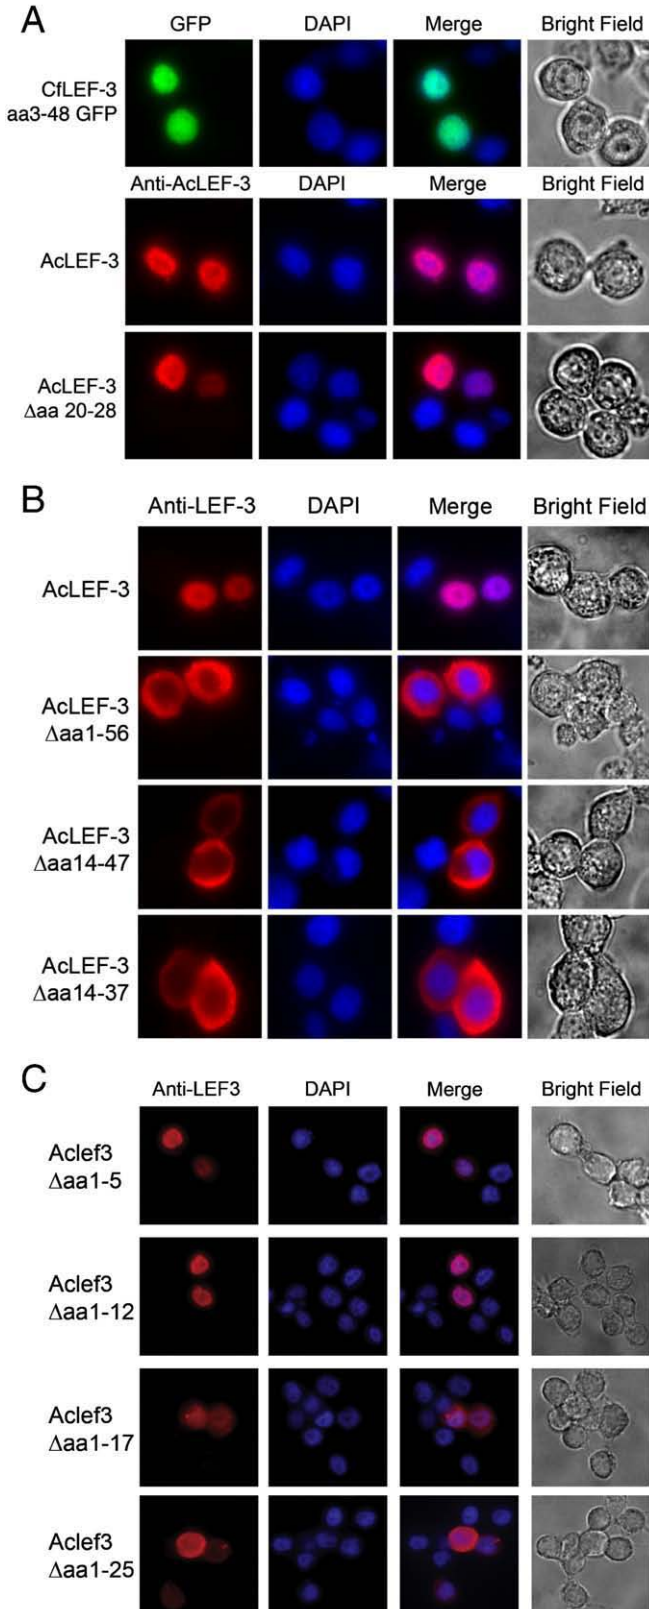 A
GFP DAPI Merge Bright Field
CfLEF-3
aa3-48 GFP
Anti-AcLEF-3 DAPI Merge Bright Field
AcLEF-3
AcLEF-3
Δaa 20-28
B
Anti-LEF-3 DAPI Merge Bright Field
AcLEF-3
AcLEF-3
Δaa1-56
AcLEF-3
Δaa14-47
AcLEF-3
Δaa14-37
C
Anti-LEF3 DAPI Merge Bright Field
Aclef3
Δaa1-5
Aclef3
Δaa1-12
Aclef3
Δaa1-17
Aclef3
Δaa1-25